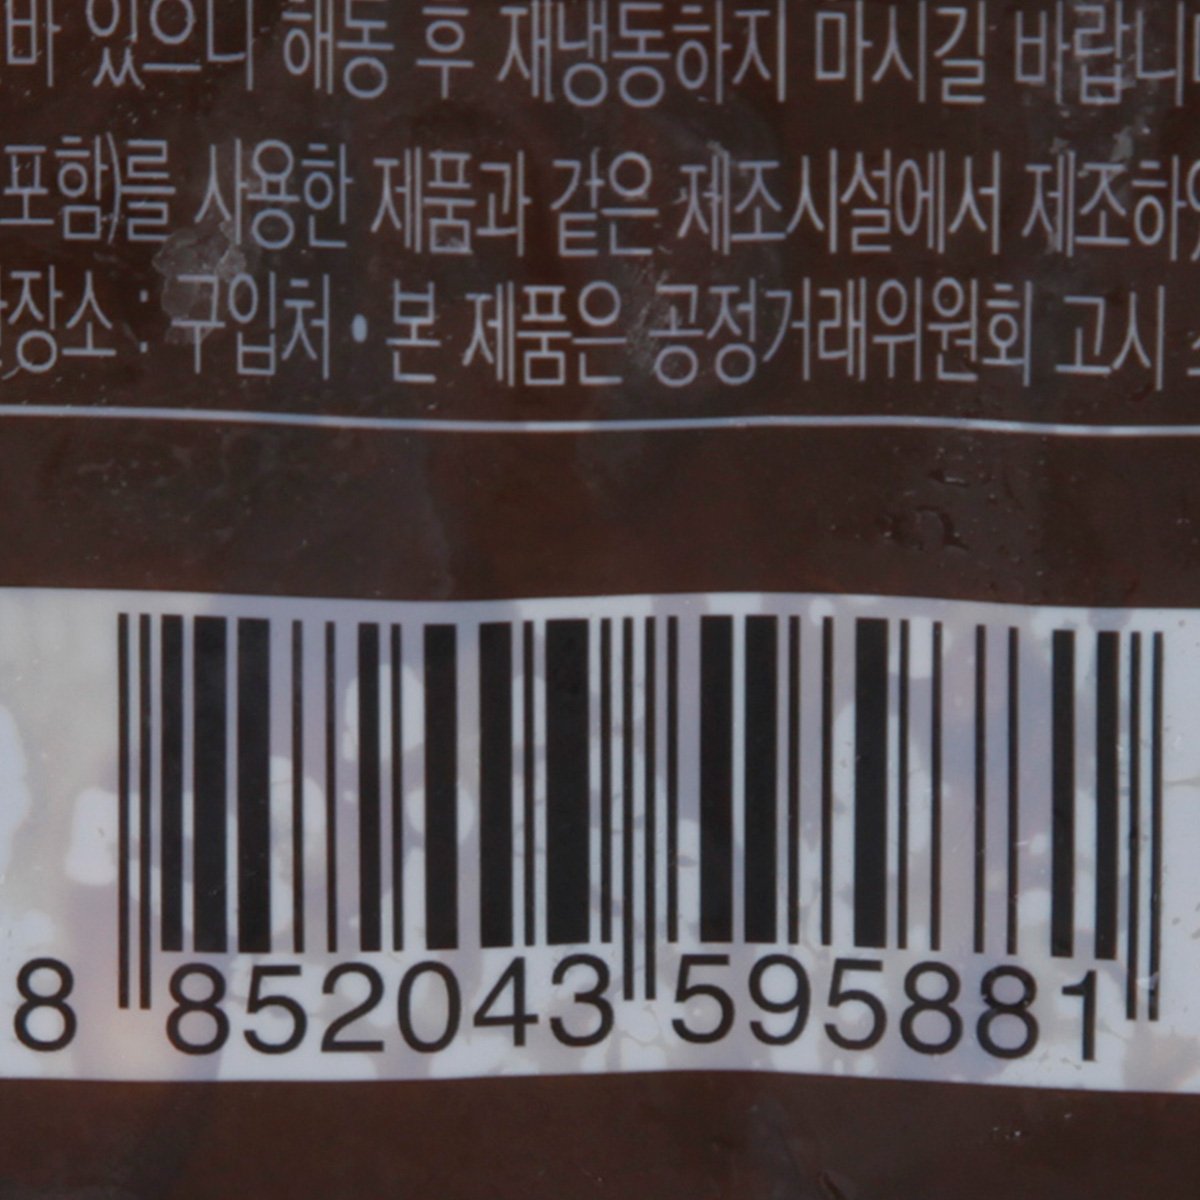 바 있으니 해동 후 재냉동하지 마시길 바랍니
포함)를 사용한 제품과 같은 제조시설에서 제조하
장소 : 구입처 • 본 제품은 공정거래위원회 고시
8 852043 595881